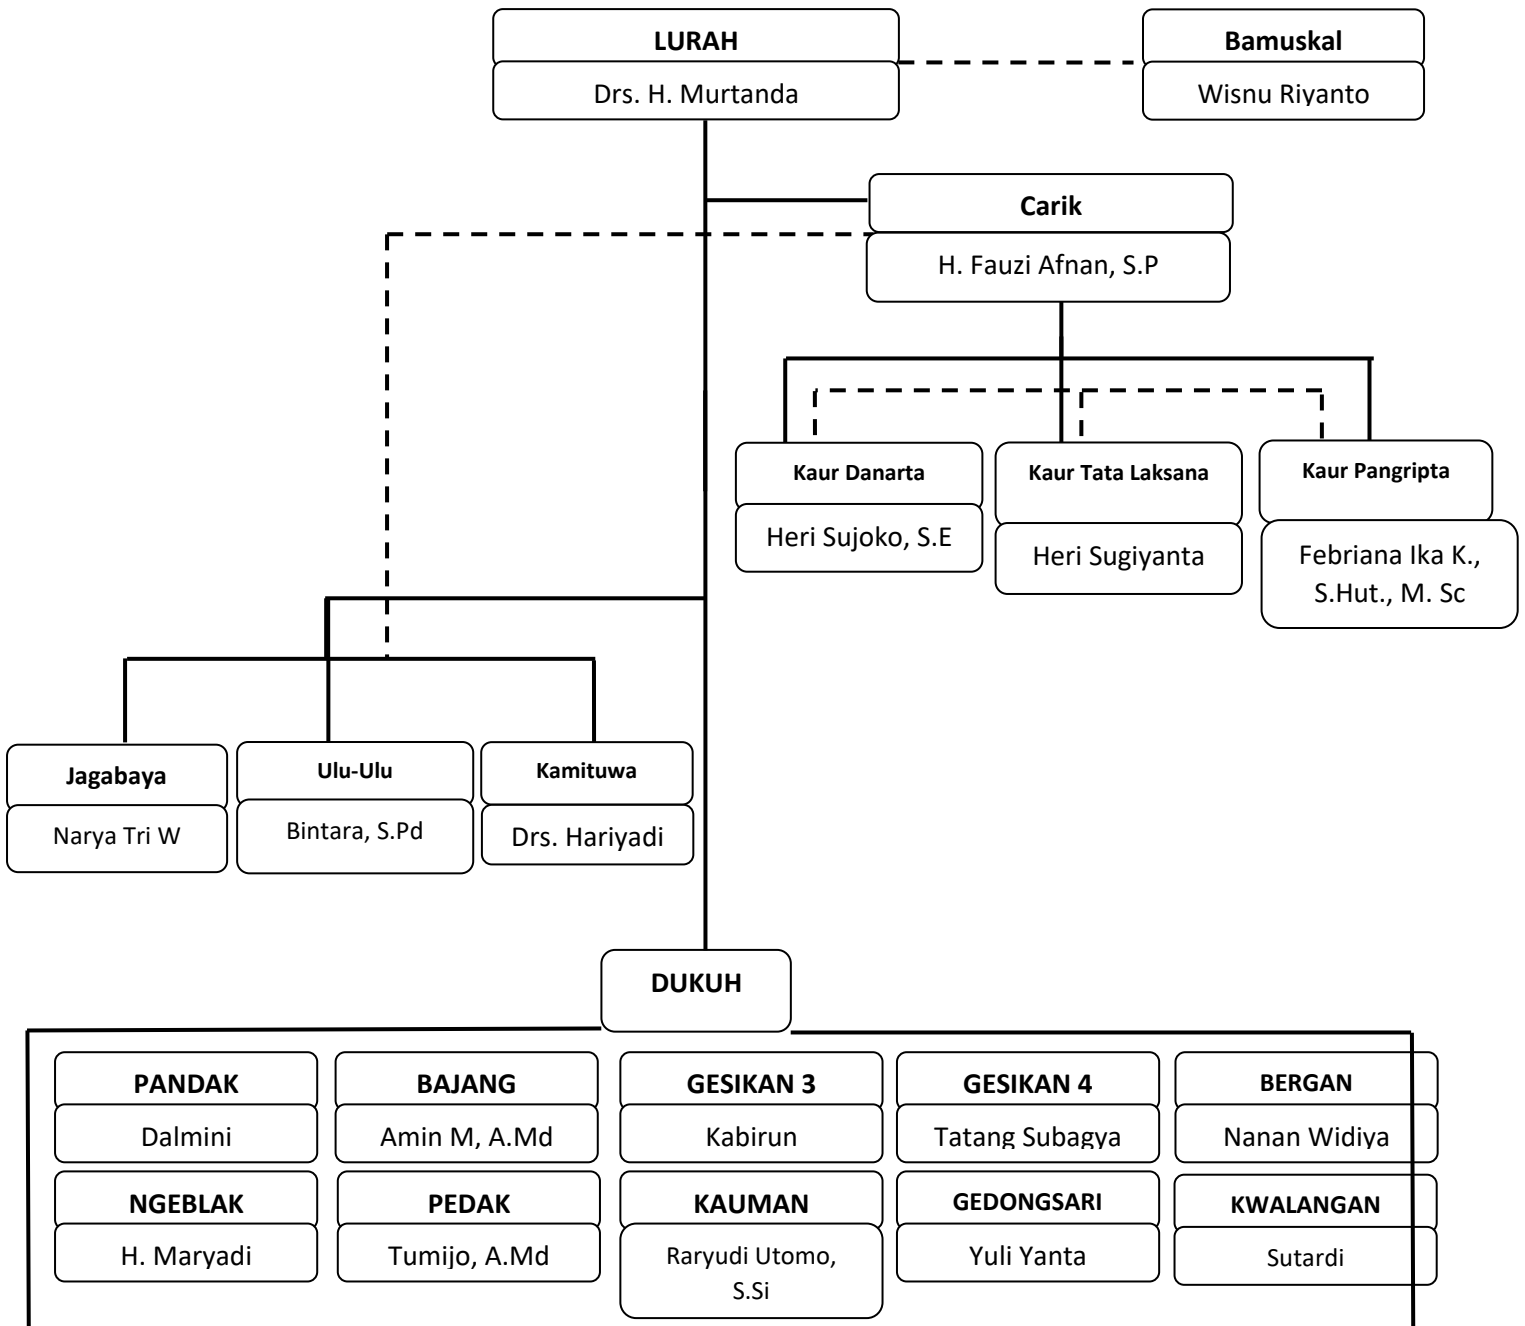 LURAH
Drs. H. Murtanda
Bamuskal
Wisnu Riyanto
Carik
H. Fauzi Afnan, S.P
Kaur Danarta
Heri Sujoko, S.E
Kaur Tata Laksana
Heri Sugiyanta
Kaur Pangripta
Febriana Ika K.,
S.Hut., M. Sc
Jagabaya
Narya Tri W
Ulu-Ulu
Bintara, S.Pd
Kamituwa
Drs. Hariyadi
DUKUH
PANDAK
Dalmini
BAJANG
Amin M, A.Md
GESIKAN 3
Kabirun
GESIKAN 4
Tatang Subagya
BERGAN
Nanan Widiya
NGEBLAK
H. Maryadi
PEDAK
Tumijo, A.Md
KAUMAN
Raryudi Utomo,
S.Si
GEDONGSARI
Yuli Yanta
KWALANGAN
Sutardi